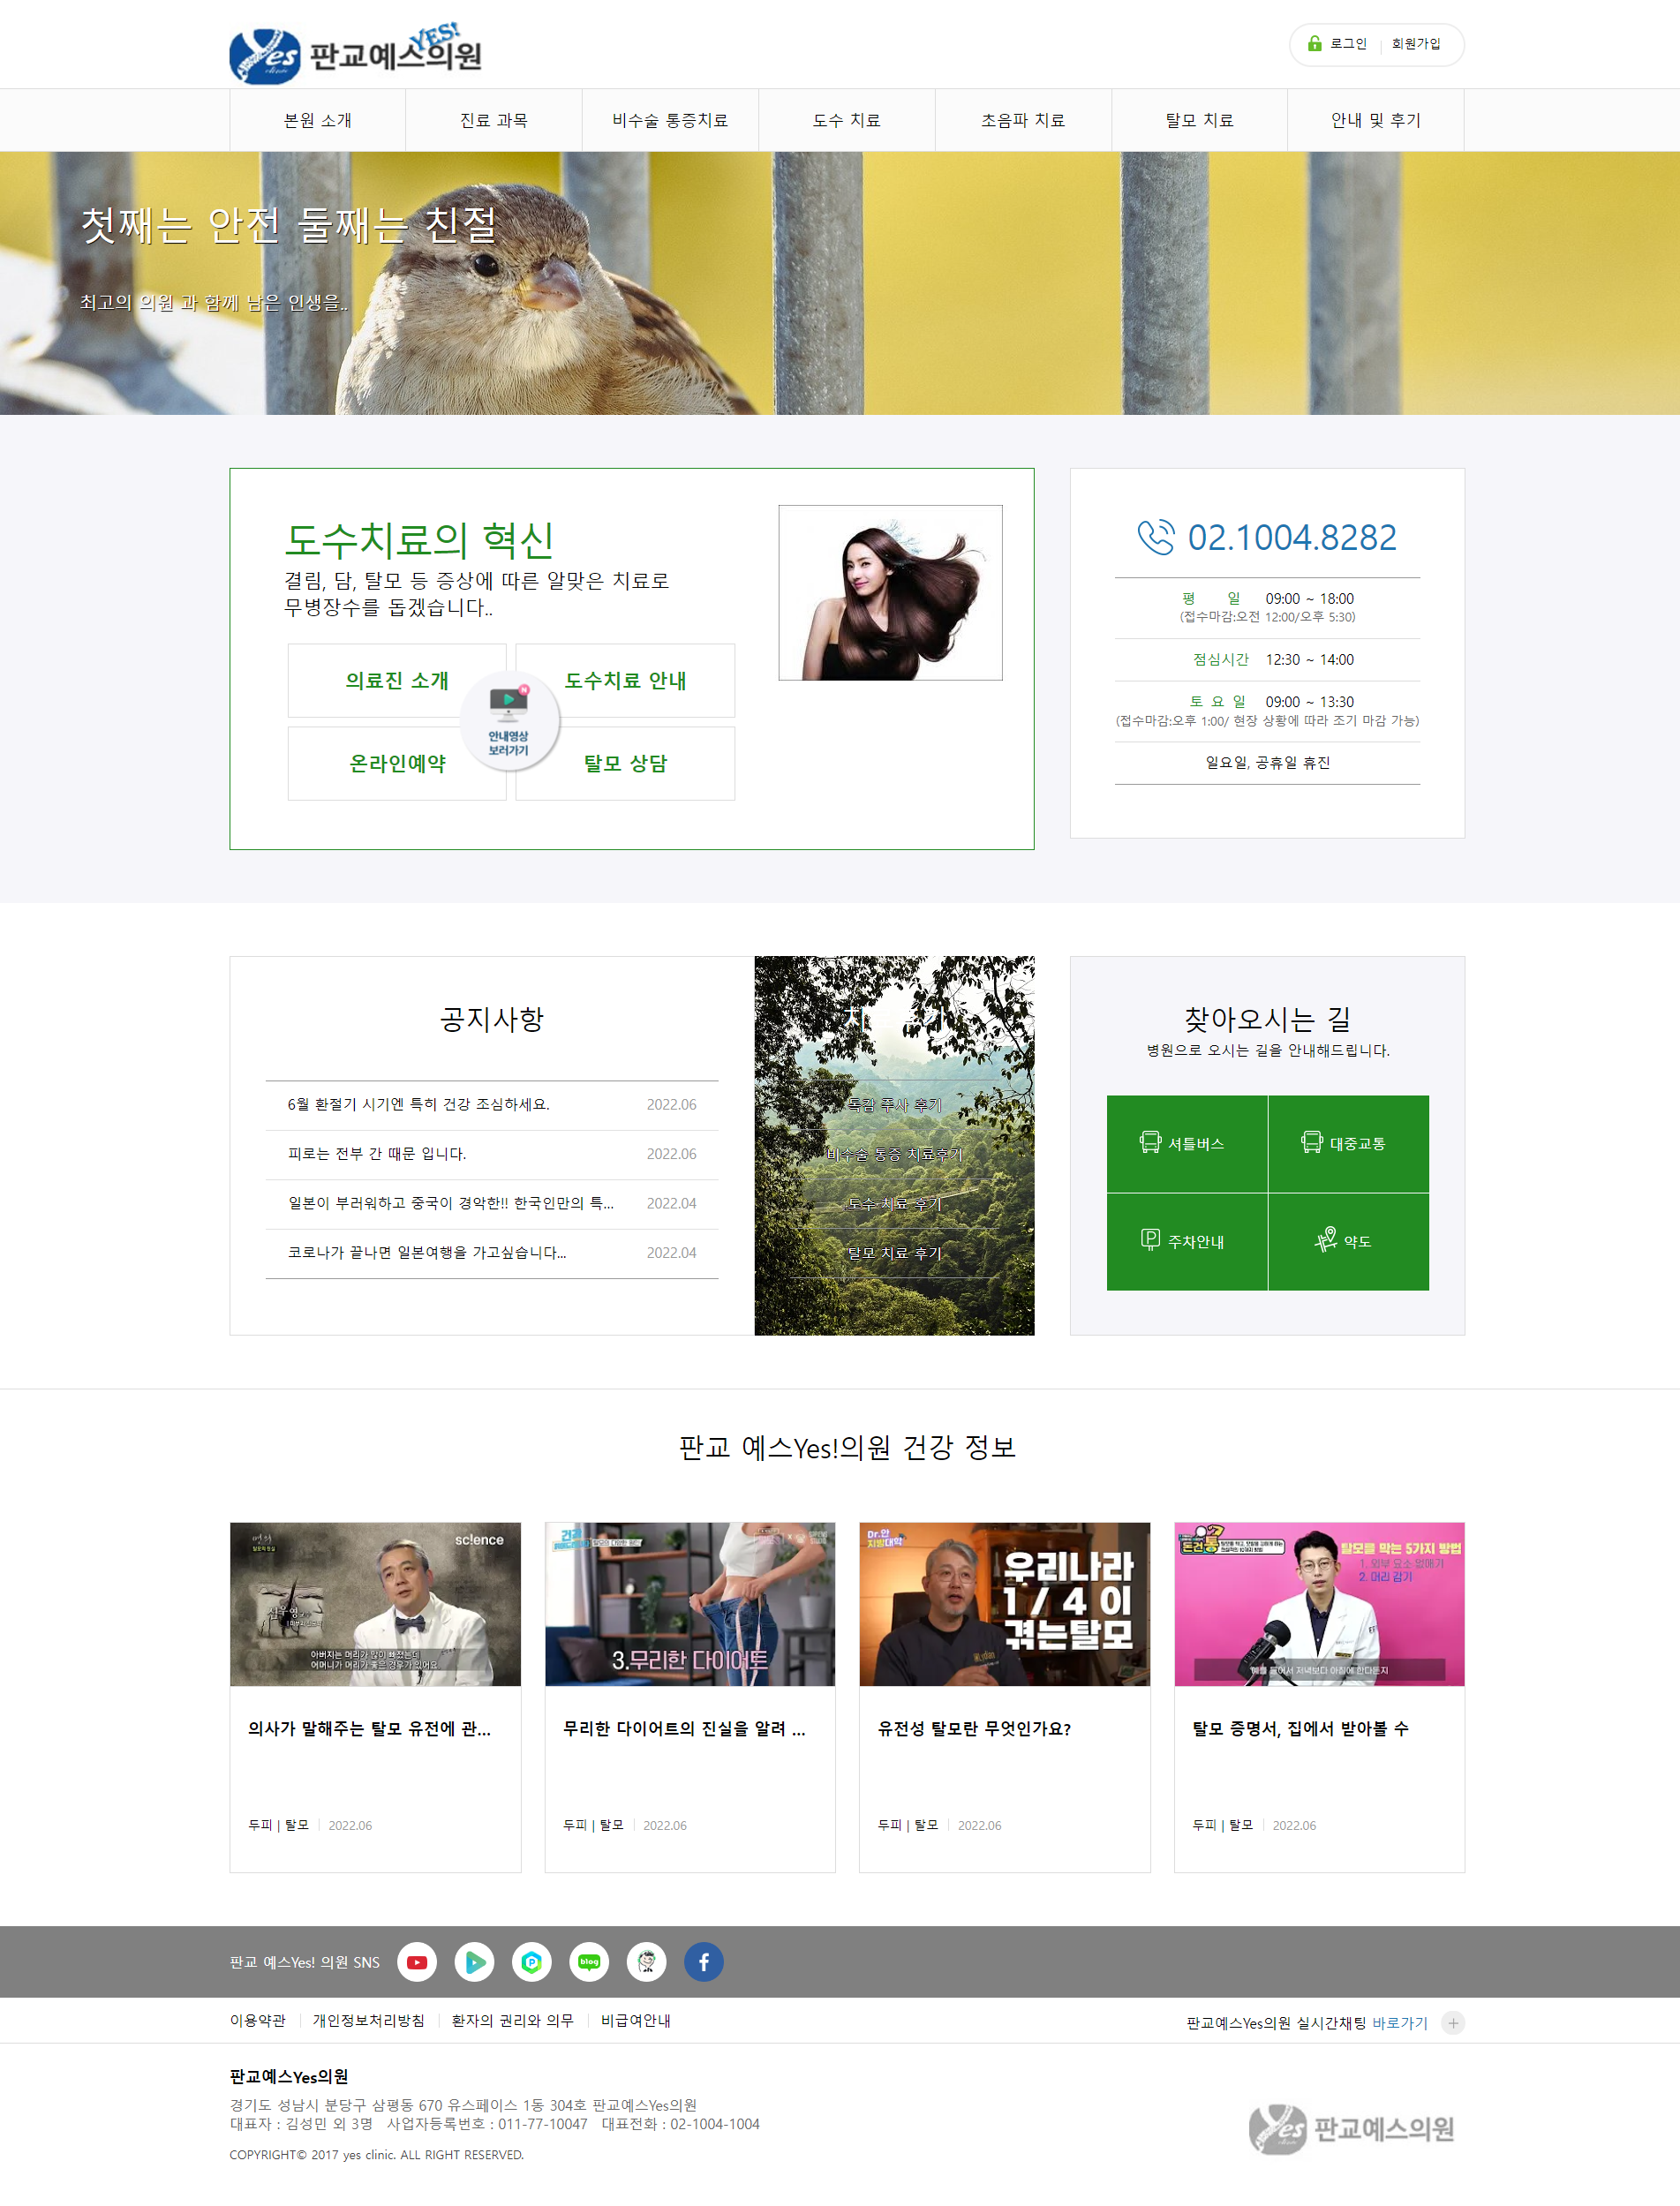 Yes clinic 판교예스의원 YES!
로그인 회원가입
본원 소개 진료 과목 비수술 통증치료 도수 치료 초음파 치료 탈모 치료 안내 및 후기
첫째는 안전 둘째는 친절
최고의 의원 과 함께 남은 인생을..
도수치료의 혁신
결림, 담, 탈모 등 증상에 따른 알맞은 치료로
무병장수를 돕겠습니다..
의료진 소개 도수치료 안내
N
안내영상
보러가기
온라인예약 탈모 상담
02.1004.8282
평 일 09:00 ~ 18:00
(접수마감:오전 12:00/오후 5:30)
점심시간 12:30 ~ 14:00
토 요 일 09:00 ~ 13:30
(접수마감:오후 1:00/ 현장 상황에 따라 조기 마감 가능)
일요일, 공휴일 휴진
공지사항
6월 환절기 시기엔 특히 건강 조심하세요. 2022.06
피로는 전부 간 때문 입니다. 2022.06
일본이 부러워하고 중국이 경악한!! 한국인만의 특... 2022.04
코로나가 끝나면 일본여행을 가고싶습니다... 2022.04
독감 주사 후기
비수술 통증 치료후기
도수 치료 후기
탈모 치료 후기
찾아오시는 길
병원으로 오시는 길을 안내해드립니다.
셔틀버스 대중교통
주차안내 약도
판교 예스Yes!의원 건강 정보
sc!ence
아버지는 머리가 많이 빠졌는데
어머니가 머리가 좋은 경우가 있어요
의사가 말해주는 탈모 유전에 관...
두피 | 탈모 2022.06
건강
3.무리한 다이어트
무리한 다이어트의 진실을 알려 ...
두피 | 탈모 2022.06
Dr.안
지방대학
우리나라
1/4이
겪는탈모
유전성 탈모란 무엇인가요?
두피 | 탈모 2022.06
탈모를 막는 5가지 방법
1. 외부 요소 없애기
2. 머리 감기
예를 들어서 저녁보다 아침에 한다든지
탈모 증명서, 집에서 받아볼 수
두피 | 탈모 2022.06
판교 예스Yes! 의원 SNS
P
blog
f
이용약관 개인정보처리방침 환자의 권리와 의무 비급여안내
판교예스Yes의원 실시간채팅 바로가기
판교예스Yes의원
경기도 성남시 분당구 삼평동 670 유스페이스 1동 304호 판교예스Yes의원
대표자 : 김성민 외 3명 사업자등록번호 : 011-77-10047 대표전화 : 02-1004-1004
COPYRIGHT© 2017 yes clinic. ALL RIGHT RESERVED.
Yes clinic 판교예스의원